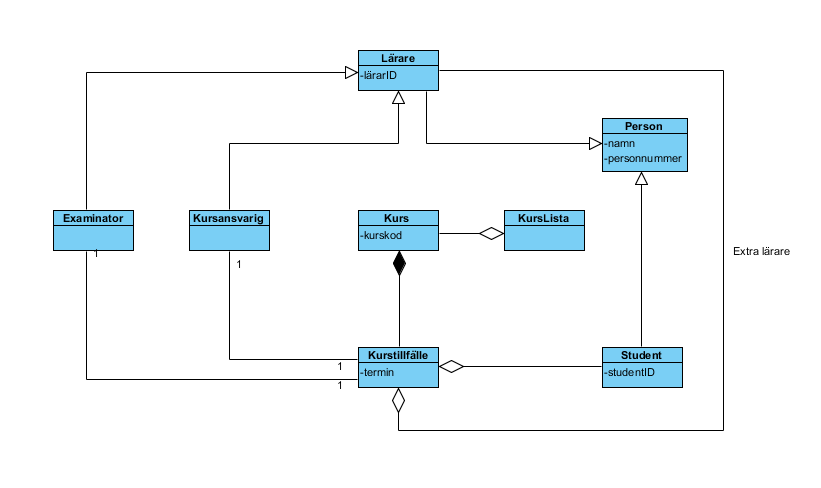 Lärare
-lärarID
Person
-namn
-personnummer
Examinator
Kursansvarig
Kurs
-kurskod
KursLista
1
1
Extra lärare
Kurstillfälle
-termin
1
1
Student
-studentID